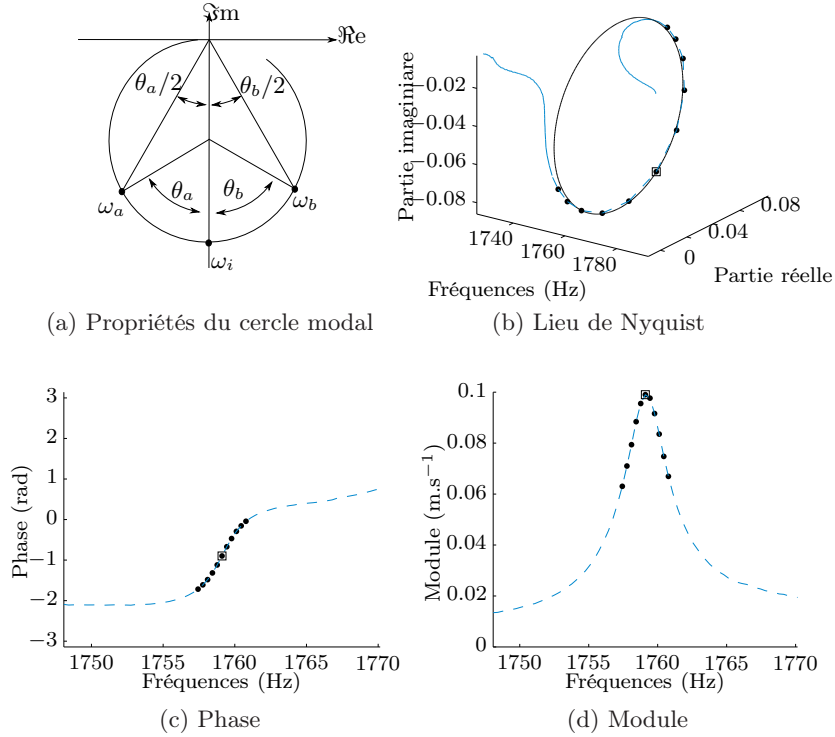 ℑm
ℜe
θa/2
θb/2
θa
θb
ωa
ωb
ωi
(a) Propriétés du cercle modal
Partie imaginiare
−0.02
−0.04
−0.06
−0.08
1740
1760
1780
Fréquences (Hz)
0
0.04
0.08
Partie réelle
(b) Lieu de Nyquist
Phase (rad)
3
2
1
0
−1
−2
−3
1750
1755
1760
1765
1770
Fréquences (Hz)
(c) Phase
Module (m.s⁻¹)
0.1
0.08
0.06
0.04
0.02
0
1750
1755
1760
1765
1770
Fréquences (Hz)
(d) Module